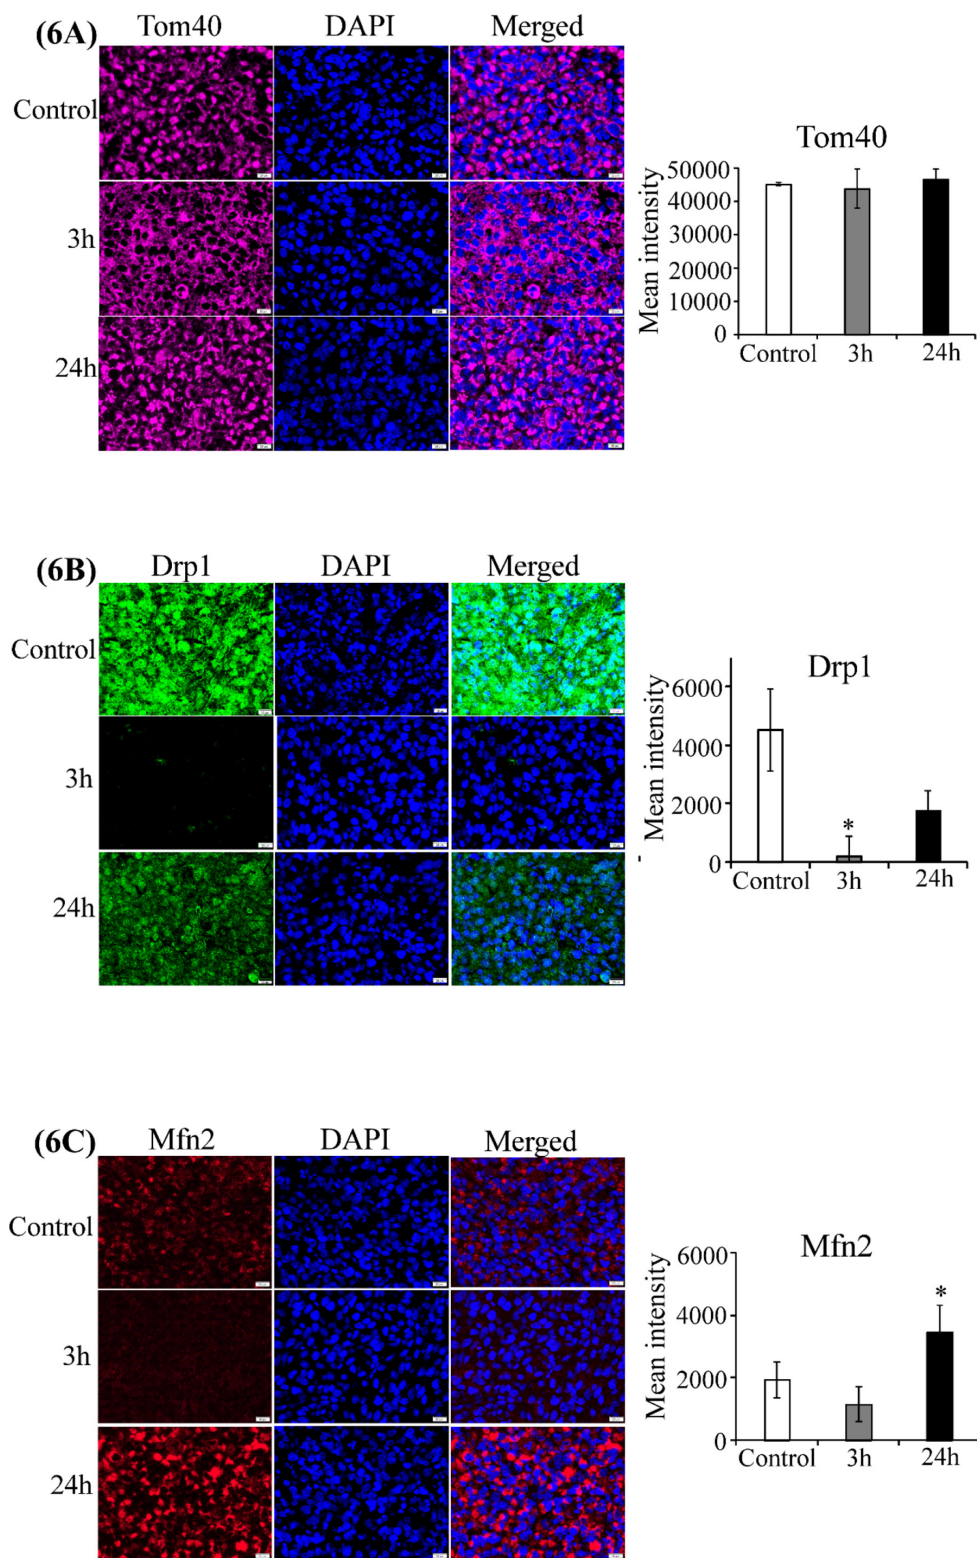 (6A) Tom40 DAPI Merged
Control
3h
24h
Tom40
Mean intensity
50000
40000
30000
20000
10000
0
Control 3h 24h
(6B) Drp1 DAPI Merged
Control
3h
24h
Drp1
Mean intensity
6000
4000
2000
0
*
Control 3h 24h
(6C) Mfn2 DAPI Merged
Control
3h
24h
Mfn2
Mean intensity
6000
4000
2000
0
*
Control 3h 24h